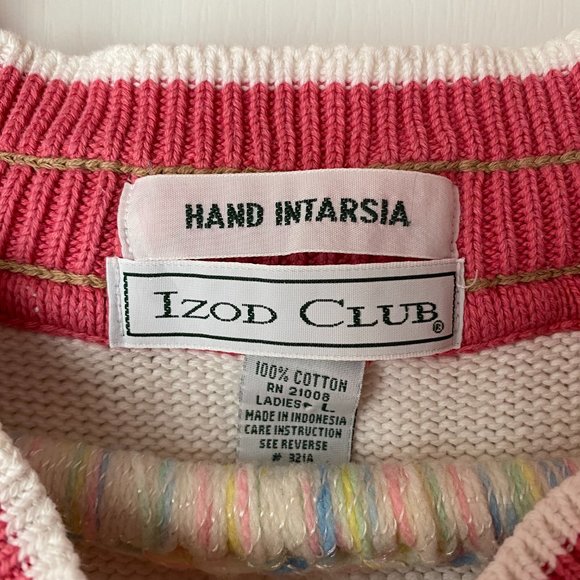 HAND INTARSIA
IZOD CLUB®
100% COTTON
RN 21008
LADIES- L
MADE IN INDONESIA
CARE INSTRUCTION
SEE REVERSE
# 321A